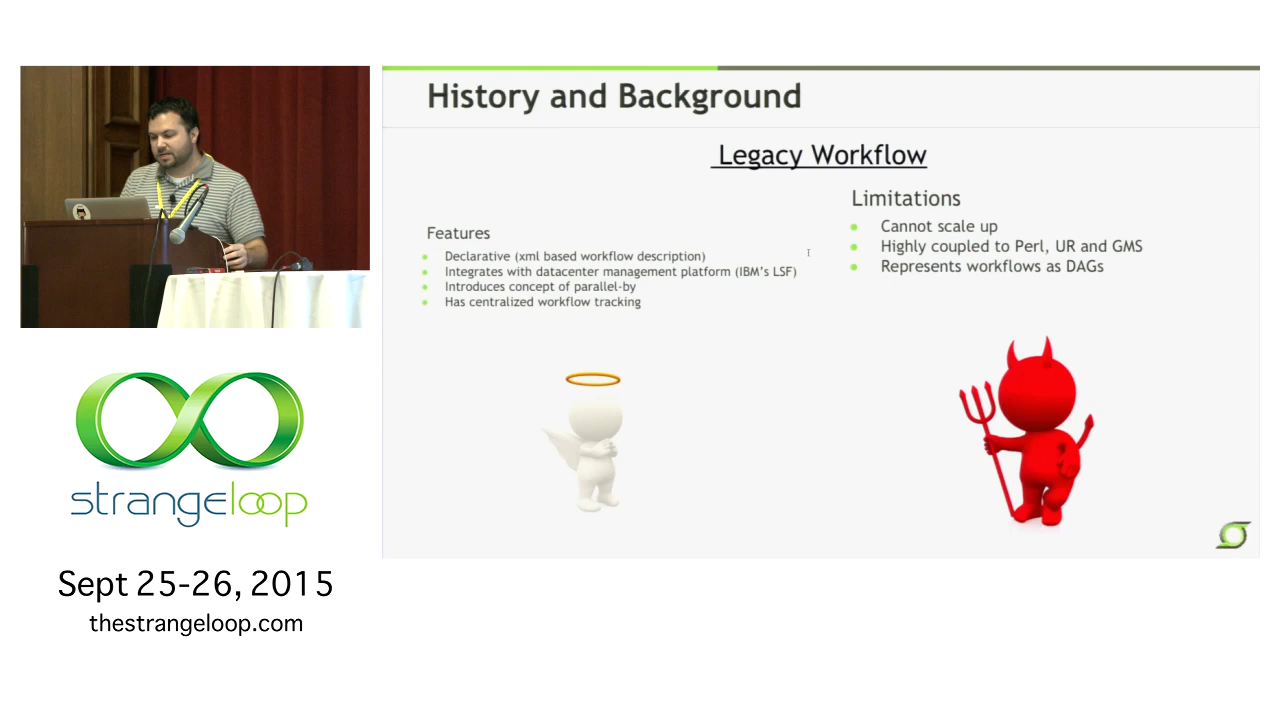 History and Background
Legacy Workflow
Features
Declarative (xml based workflow description)
Integrates with datacenter management platform (IBM's LSF)
Introduces concept of parallel-by
Has centralized workflow tracking
Limitations
Cannot scale up
Highly coupled to Perl, UR and GMS
Represents workflows as DAGs
strangeloop
Sept 25-26, 2015
thestrangeloop.com